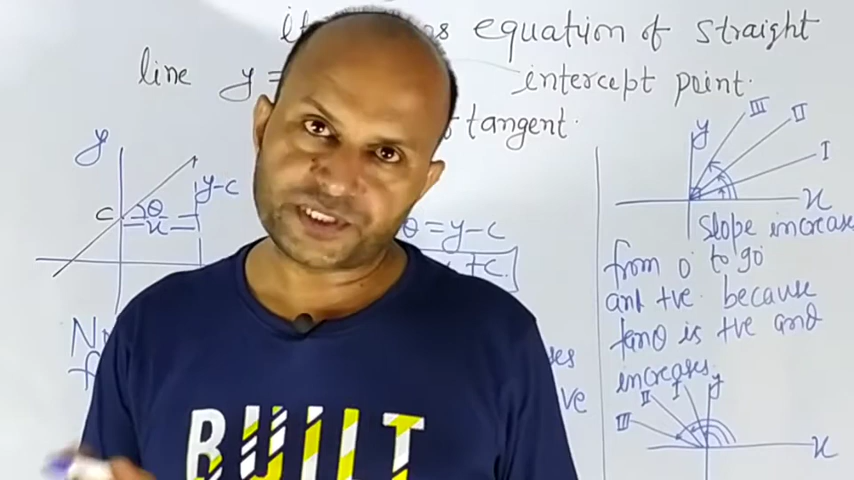 equation of straight
line y =
intercept point.
tangent.
y
C
θ
x
y-c
θ = y-c
+C.
III
II
I
y
x
Slope increases
from 0 to 90
and +ve. because
tanθ is +ve and
increases.
ve
y
I
II
III
x
BUILT